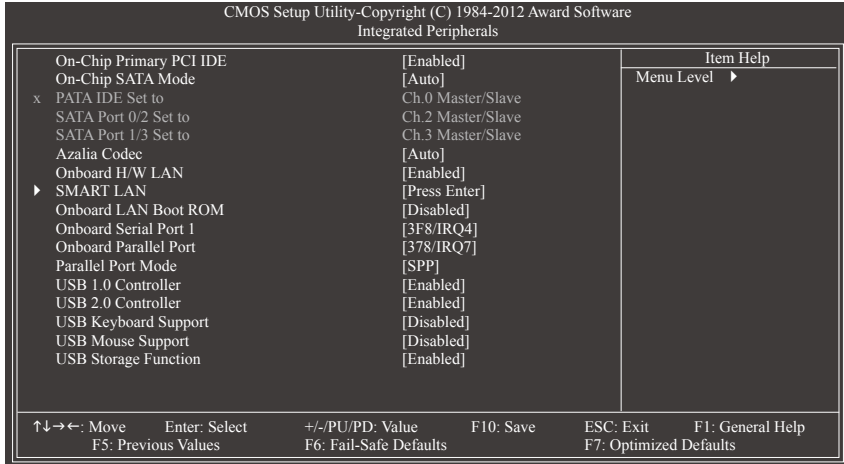 CMOS Setup Utility-Copyright (C) 1984-2012 Award Software
Integrated Peripherals
On-Chip Primary PCI IDE [Enabled]
On-Chip SATA Mode [Auto]
x PATA IDE Set to Ch.0 Master/Slave
SATA Port 0/2 Set to Ch.2 Master/Slave
SATA Port 1/3 Set to Ch.3 Master/Slave
Azalia Codec [Auto]
Onboard H/W LAN [Enabled]
SMART LAN [Press Enter]
Onboard LAN Boot ROM [Disabled]
Onboard Serial Port 1 [3F8/IRQ4]
Onboard Parallel Port [378/IRQ7]
Parallel Port Mode [SPP]
USB 1.0 Controller [Enabled]
USB 2.0 Controller [Enabled]
USB Keyboard Support [Disabled]
USB Mouse Support [Disabled]
USB Storage Function [Enabled]
Item Help
Menu Level ▶
↑↓→←: Move Enter: Select +/-/PU/PD: Value F10: Save ESC: Exit F1: General Help
F5: Previous Values F6: Fail-Safe Defaults F7: Optimized Defaults